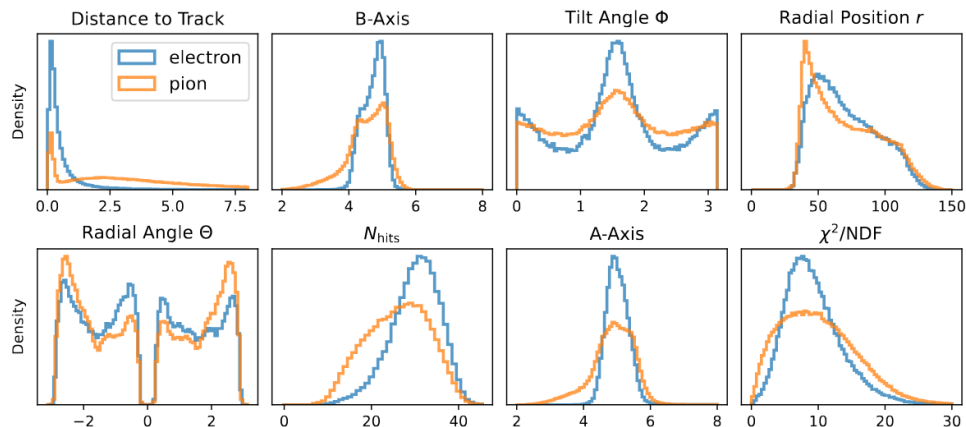 Distance to Track
B-Axis
Tilt Angle Φ
Radial Position r
Density
electron
pion
0.0 2.5 5.0 7.5
2 4 6 8
0 1 2 3
0 50 100 150
Radial Angle Θ
N_hits
A-Axis
χ²/NDF
Density
−2 0 2
0 20 40
2 4 6 8
0 10 20 30